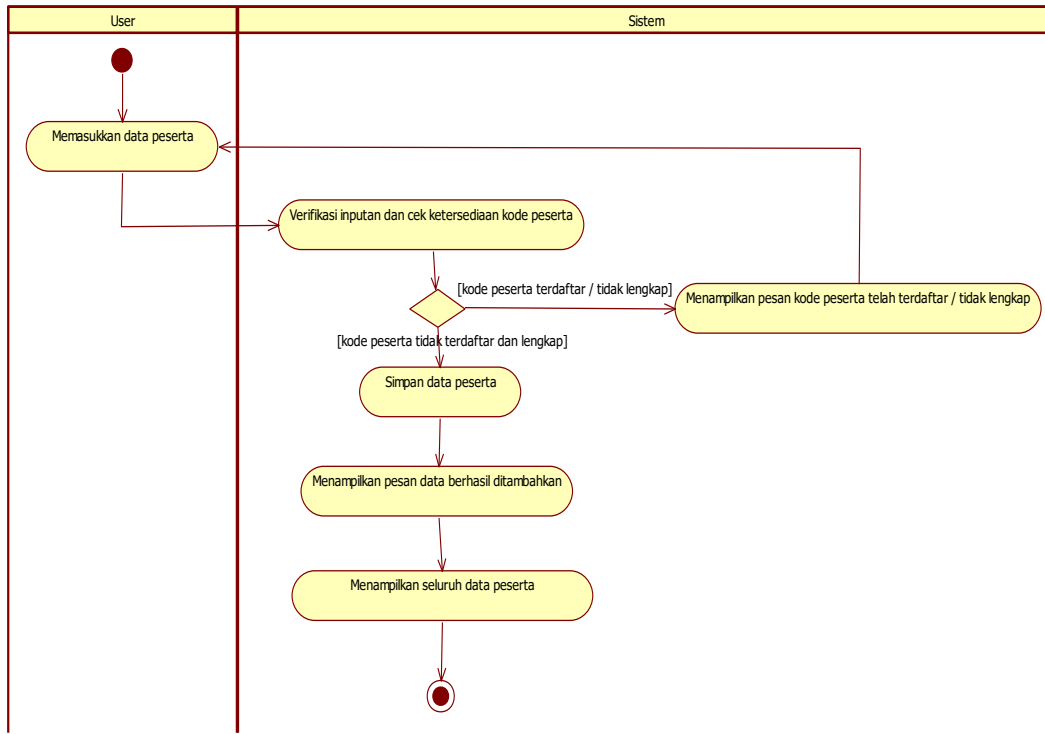 User
Sistem
Memasukkan data peserta
Verifikasi inputan dan cek ketersediaan kode peserta
[kode peserta terdaftar / tidak lengkap]
Menampilkan pesan kode peserta telah terdaftar / tidak lengkap
[kode peserta tidak terdaftar dan lengkap]
Simpan data peserta
Menampilkan pesan data berhasil ditambahkan
Menampilkan seluruh data peserta